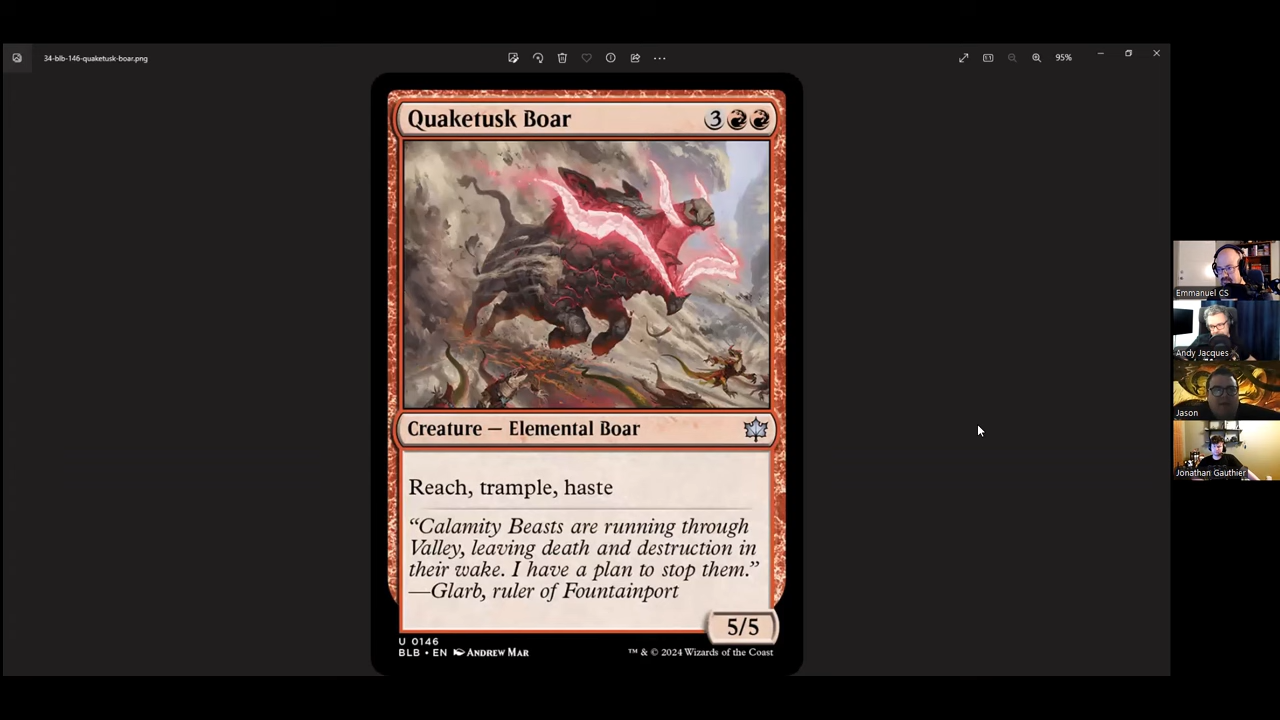 34-blb-146-quaketusk-boar.png
95%
Quaketusk Boar
3
Creature — Elemental Boar
Reach, trample, haste
“Calamity Beasts are running through
Valley, leaving death and destruction in
their wake. I have a plan to stop them.”
—Glarb, ruler of Fountainport
5/5
U 0146
BLB • EN Andrew Mar
™ & © 2024 Wizards of the Coast
Emmanuel CS
Andy Jacques
Jason
Jonathan Gauthier